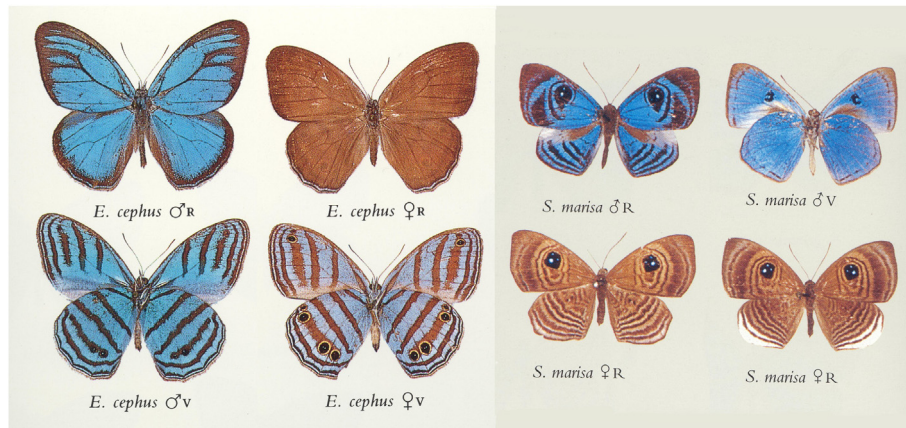 E. cephus ♂R
E. cephus ♀R
S. marisa ♂R
S. marisa ♂V
E. cephus ♂V
E. cephus ♀V
S. marisa ♀R
S. marisa ♀R